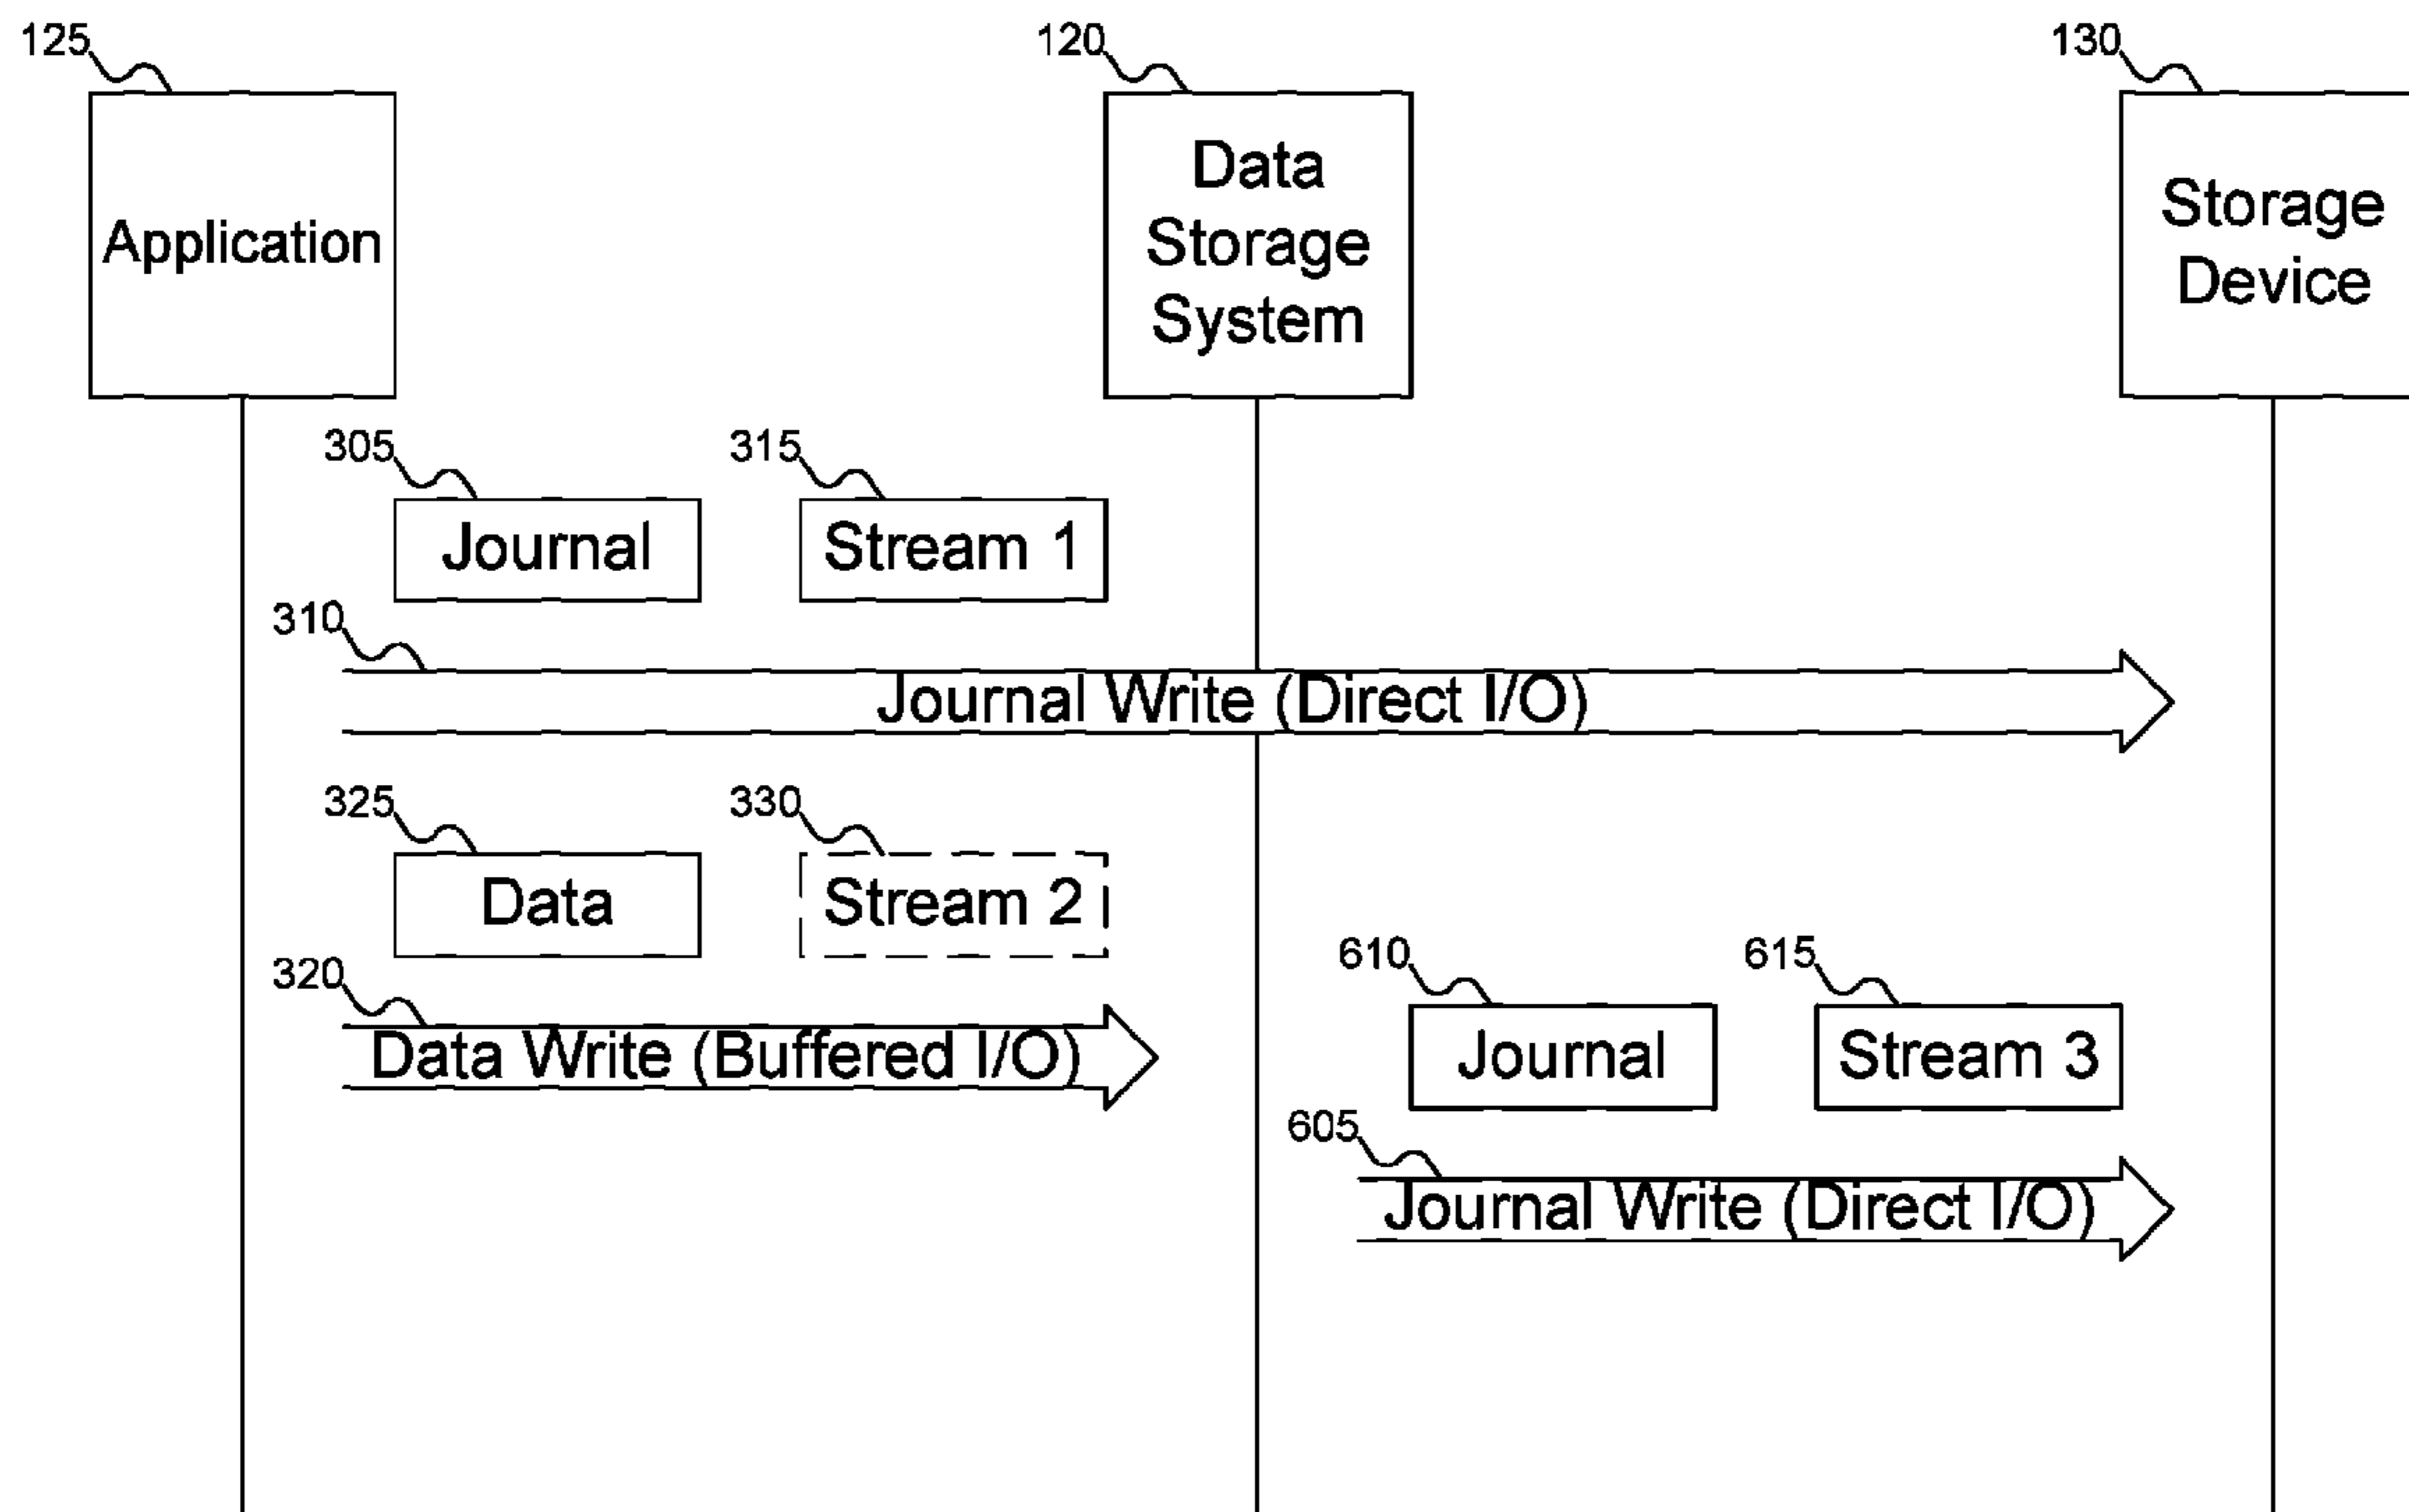 125
120
130
Application
Data
Storage
System
Storage
Device
305
315
Journal
Stream 1
310
Journal Write (Direct I/O)
325
330
Data
Stream 2
320
Data Write (Buffered I/O)
610
615
Journal
Stream 3
605
Journal Write (Direct I/O)